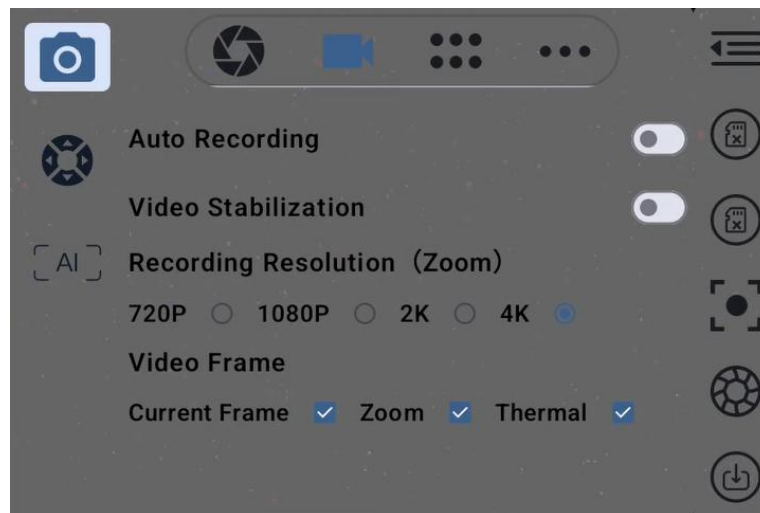 Auto Recording
Video Stabilization
AI
Recording Resolution（Zoom）
720P 1080P 2K 4K
Video Frame
Current Frame Zoom Thermal